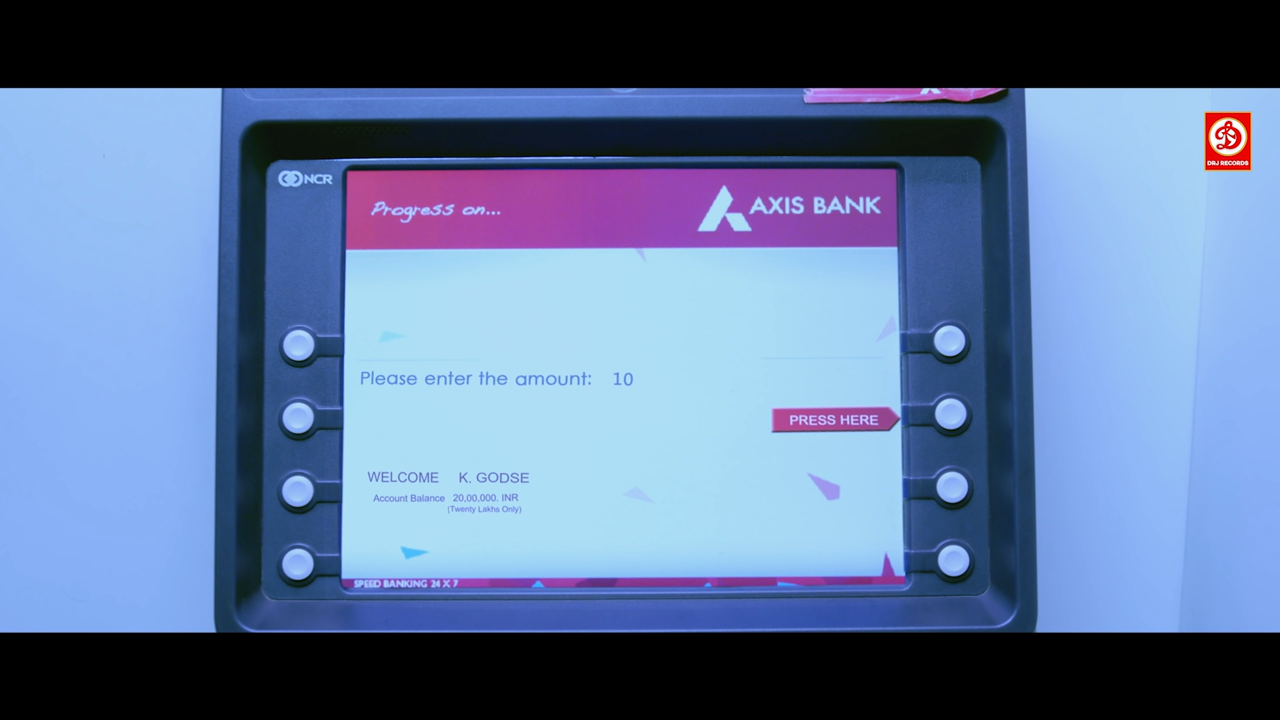 NCR
Progress on...
AXIS BANK
DRJ RECORDS
Please enter the amount: 10
PRESS HERE
WELCOME K. GODSE
Account Balance 20,00,000. INR
(Twenty Lakhs Only)
SPEED BANKING 24 X 7